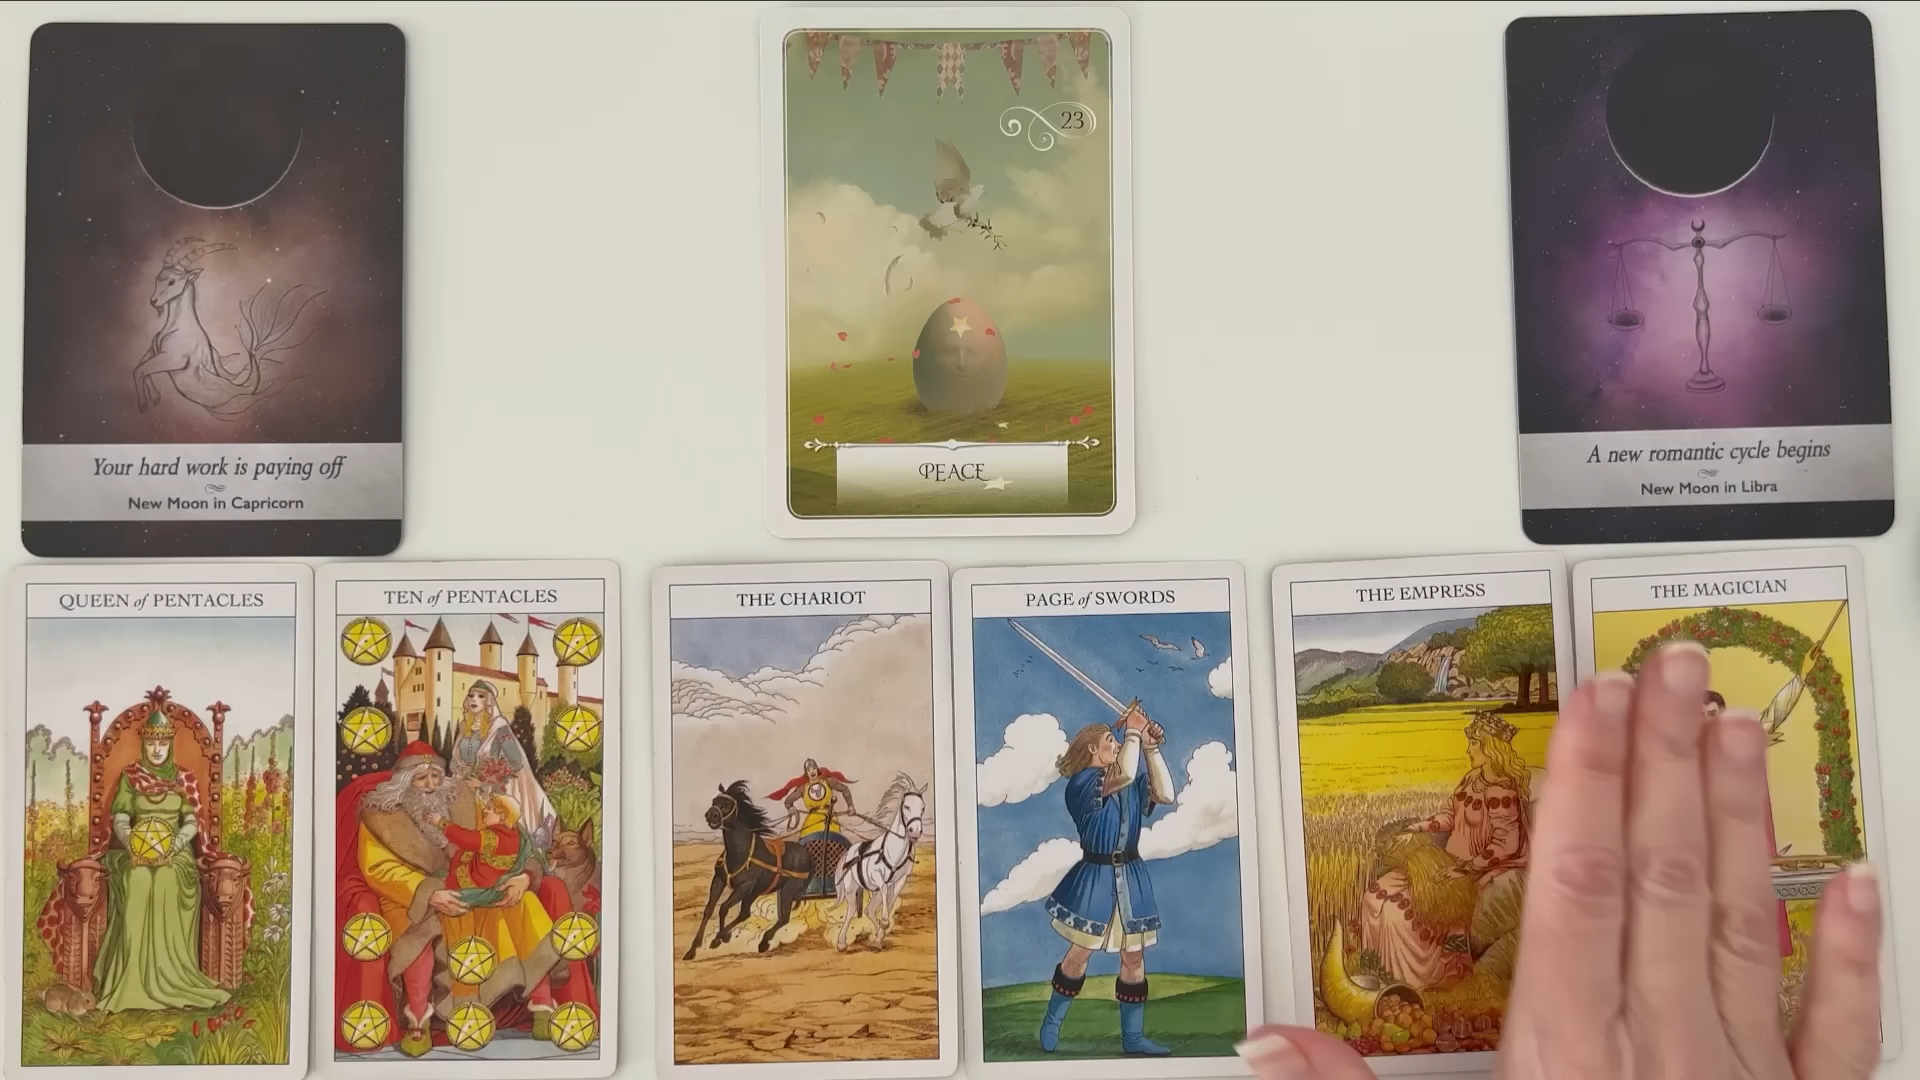 23
Your hard work is paying off
New Moon in Capricorn
PEACE
A new romantic cycle begins
New Moon in Libra
QUEEN of PENTACLES
TEN of PENTACLES
THE CHARIOT
PAGE of SWORDS
THE EMPRESS
THE MAGICIAN